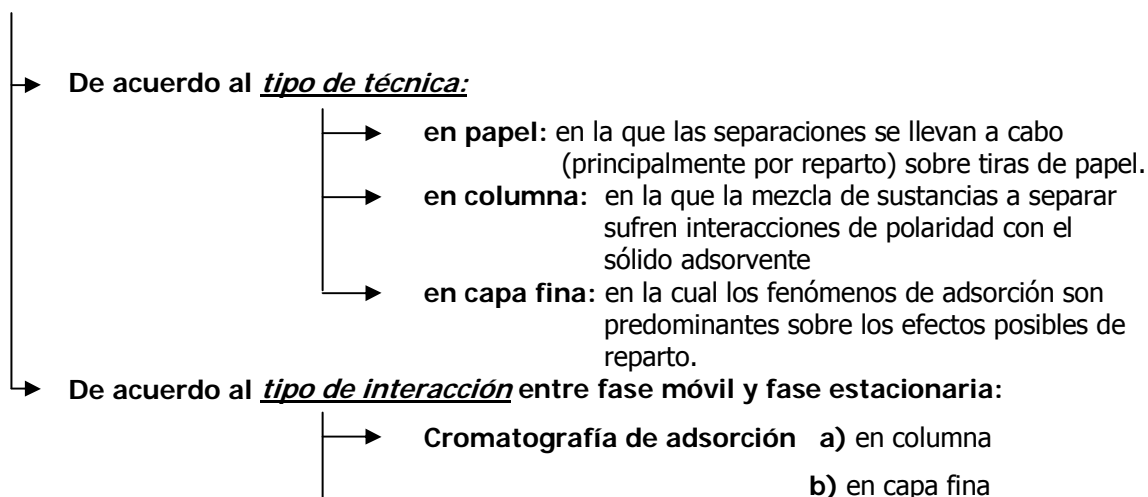 De acuerdo al tipo de técnica:
en papel: en la que las separaciones se llevan a cabo
(principalmente por reparto) sobre tiras de papel.
en columna: en la que la mezcla de sustancias a separar
sufren interacciones de polaridad con el
sólido adsorvente
en capa fina: en la cual los fenómenos de adsorción son
predominantes sobre los efectos posibles de
reparto.
De acuerdo al tipo de interacción entre fase móvil y fase estacionaria:
Cromatografía de adsorción a) en columna
b) en capa fina